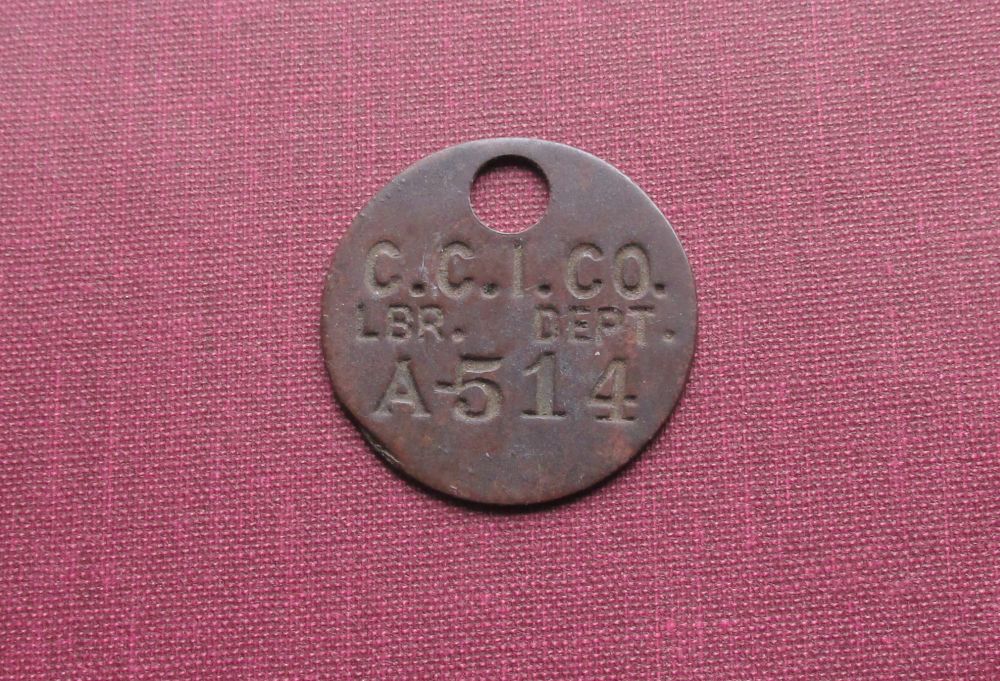 C.C.I.CO.
LBR. DEPT.
A-514